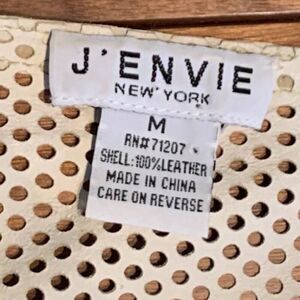 J'ENVIE
NEW YORK
M
RN#71207
SHELL:100%LEATHER
MADE IN CHINA
CARE ON REVERSE